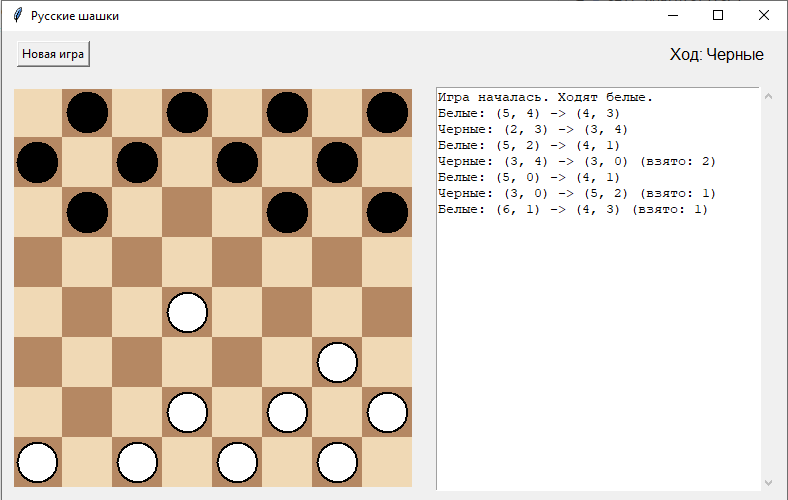 Русские шашки
Новая игра
Ход: Черные
Игра началась. Ходят белые.
Белые: (5, 4) -> (4, 3)
Черные: (2, 3) -> (3, 4)
Белые: (5, 2) -> (4, 1)
Черные: (3, 4) -> (3, 0) (взято: 2)
Белые: (5, 0) -> (4, 1)
Черные: (3, 0) -> (5, 2) (взято: 1)
Белые: (6, 1) -> (4, 3) (взято: 1)